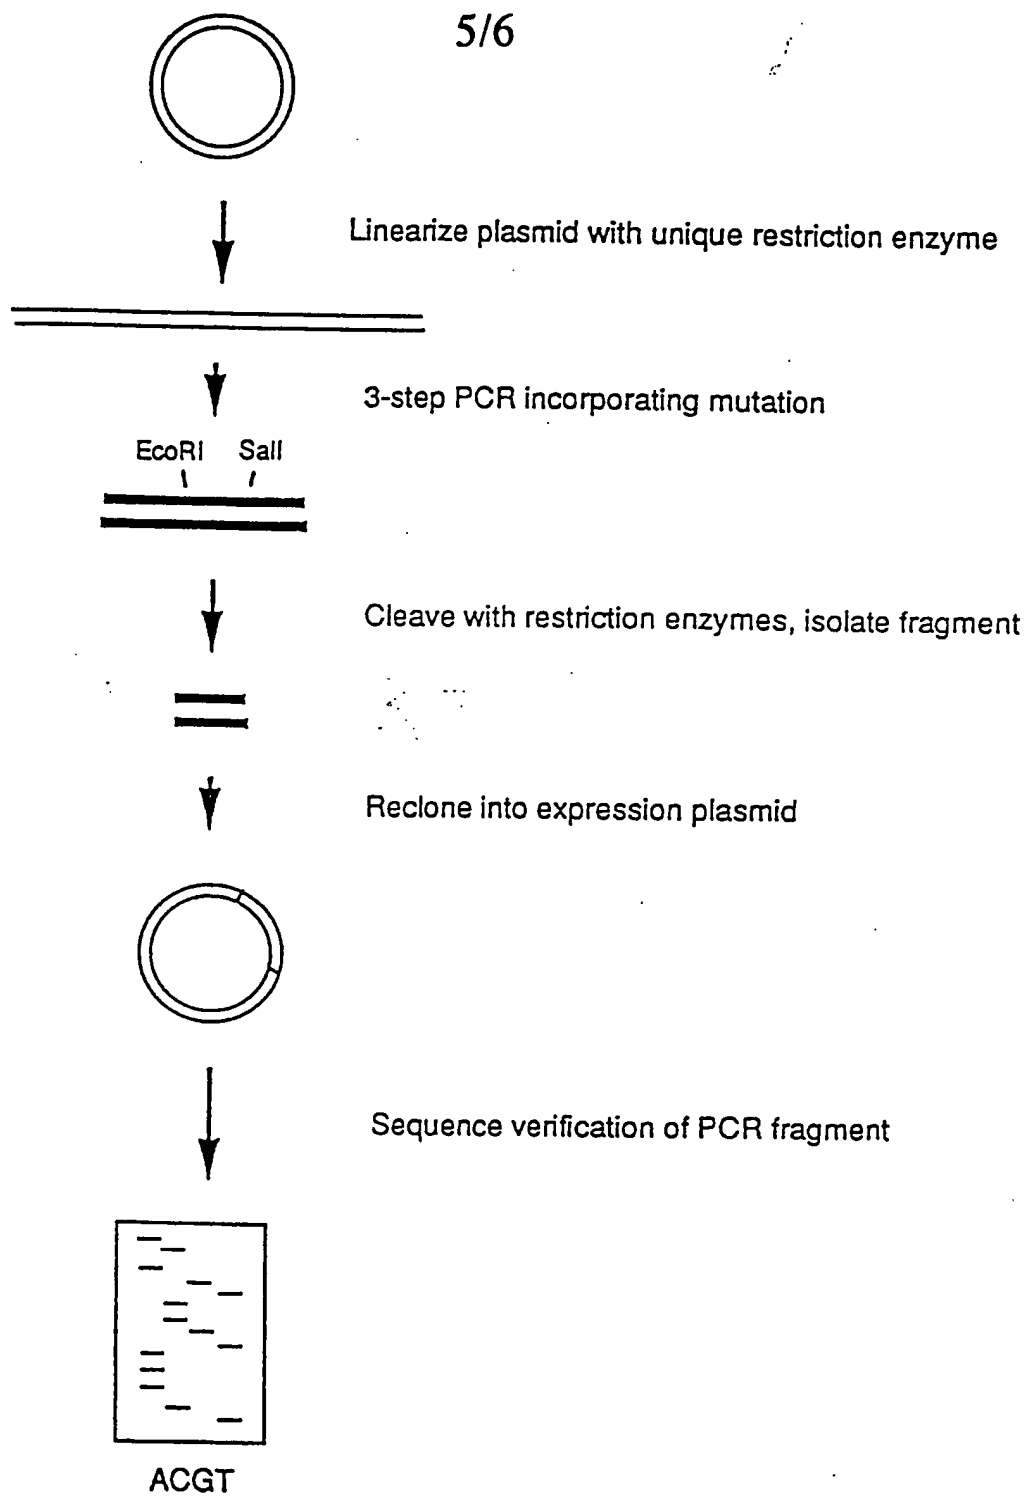 5/6
Linearize plasmid with unique restriction enzyme
3-step PCR incorporating mutation
EcoRI SalI
Cleave with restriction enzymes, isolate fragment
Reclone into expression plasmid
Sequence verification of PCR fragment
ACGT